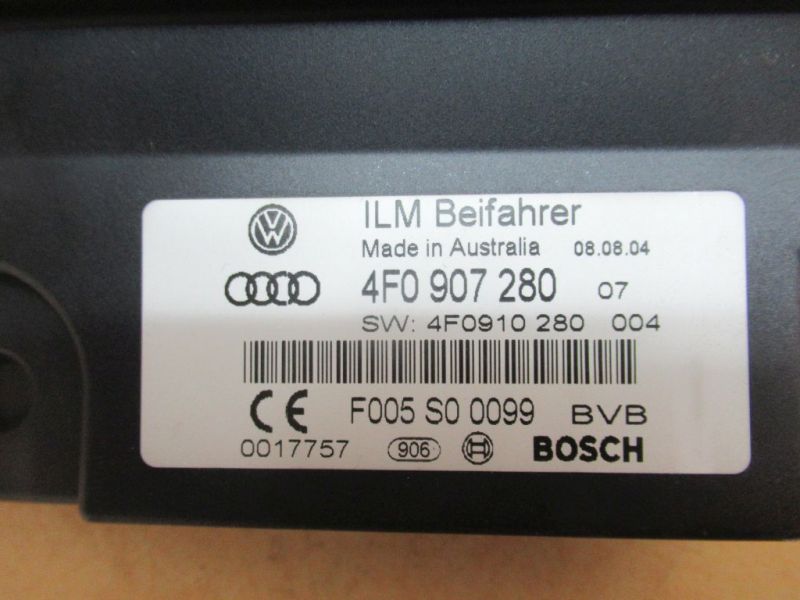 ILM Beifahrer
Made in Australia 08.08.04
4F0 907 280 07
SW: 4F0910 280 004
CE F005 S0 0099 BVB
0017757 906 BOSCH